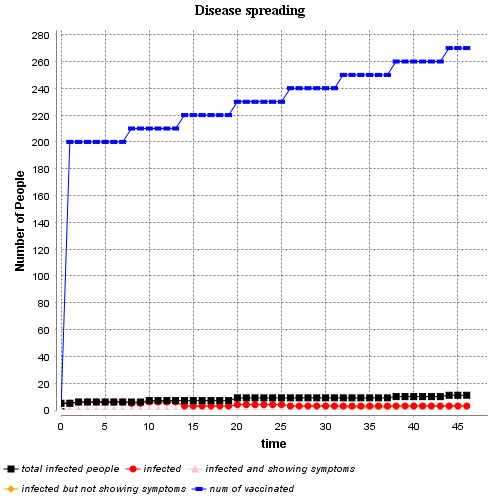 Disease spreading
280
260
240
220
200
180
160
140
120
100
80
60
40
20
0
Number of People
0 5 10 15 20 25 30 35 40 45
time
total infected people infected infected and showing symptoms
infected but not showing symptoms num of vaccinated